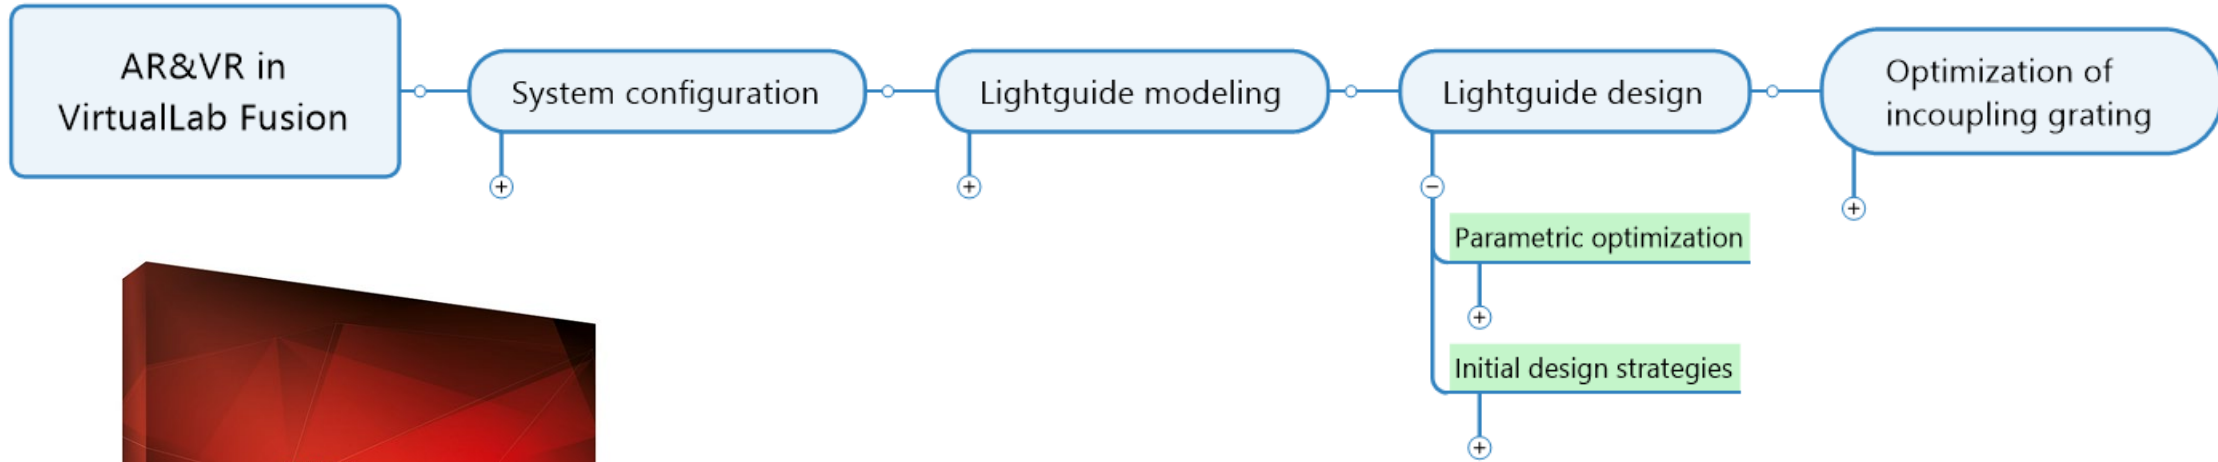 AR&VR in
VirtualLab Fusion
System configuration
Lightguide modeling
Lightguide design
Optimization of
incoupling grating
Parametric optimization
Initial design strategies